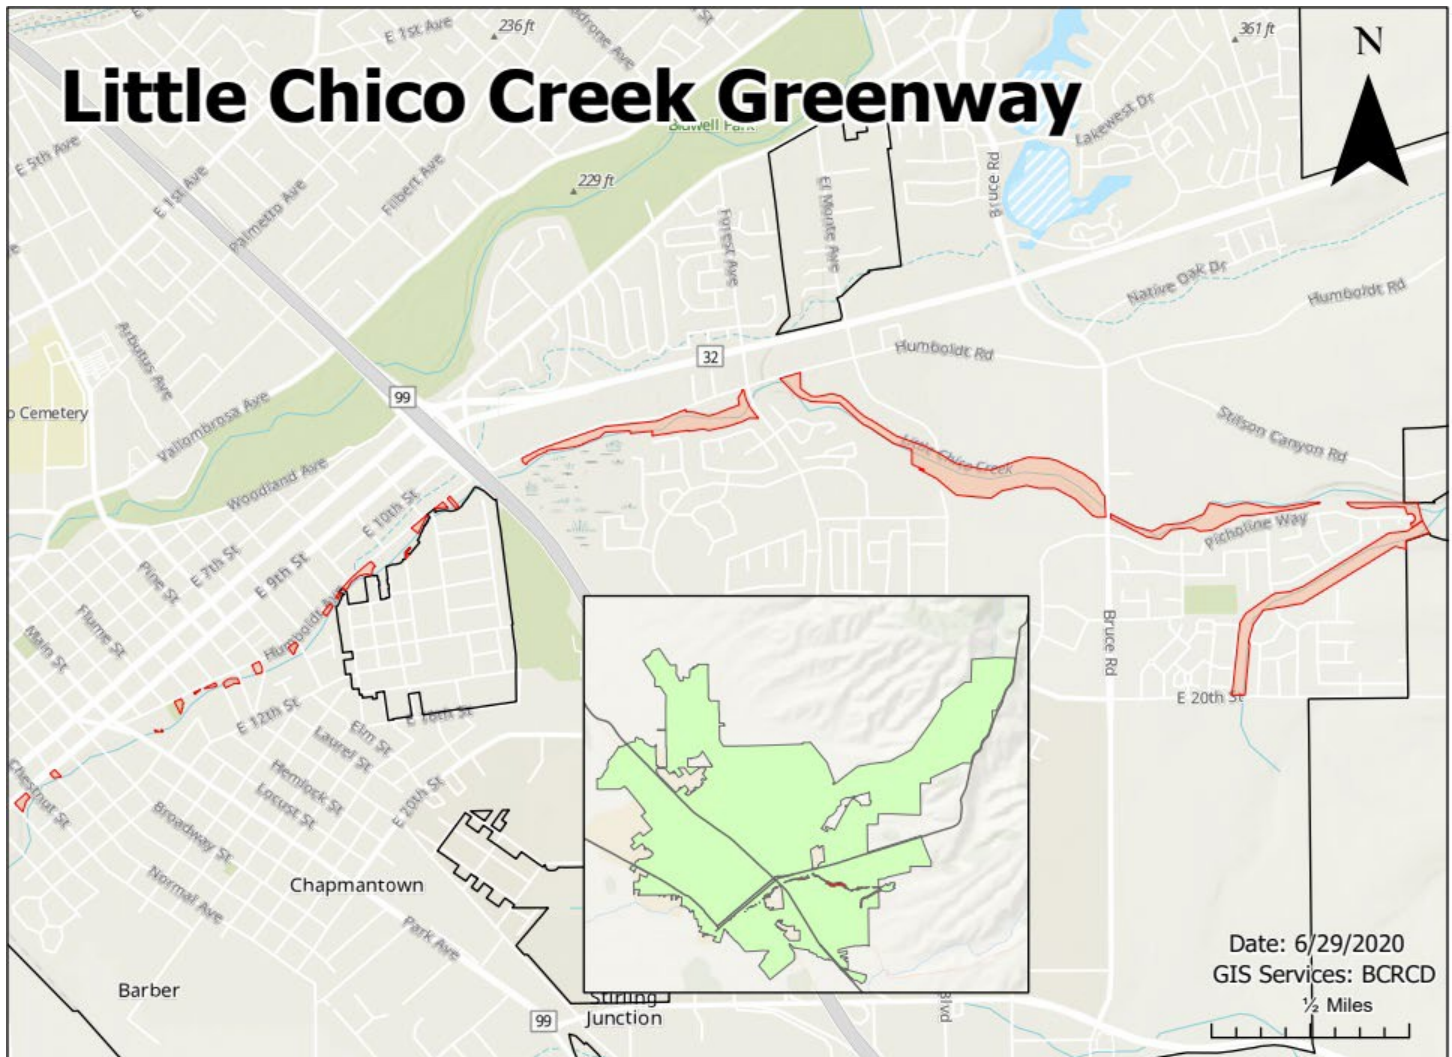 E 1st Ave
236 ft
361 ft
N
Little Chico Creek Greenway
Bidwell Park
Lakewest Dr
E 5th Ave
E 1st Ave
Palmetto Ave
Filbert Ave
229 ft
Bruce Rd
El Monte Ave
Forest Ave
Native Oak Dr
Humboldt Rd
Arbutus Ave
32
Humboldt Rd
99
o Cemetery
Vallombrosa Ave
Stilson Canyon Rd
Little Chico Creek
Woodland Ave
E 10th St
Picholine Way
E 7th St
Pine St
E 9th St
Flume St
Humboldt Ave
Main St
Bruce Rd
E 20th St
E 12th St
E 16th St
Elm St
Laurel St
Chestnut St
Hemlock St
Locust St
E 20th St
Broadway St
Chapmantown
Normal Ave
Park Ave
Date: 6/29/2020
GIS Services: BCRCD
½ Miles
Barber
Stirling
Junction
99
Blvd